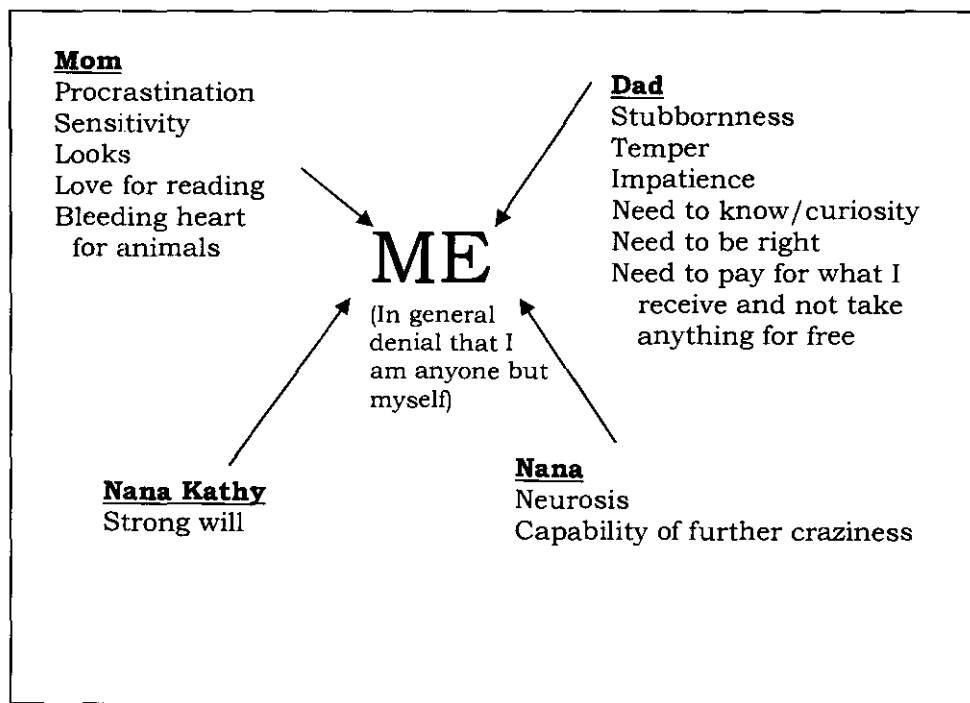 Mom
Procrastination
Sensitivity
Looks
Love for reading
Bleeding heart
for animals
Dad
Stubbornness
Temper
Impatience
Need to know/curiosity
Need to be right
Need to pay for what I
receive and not take
anything for free
ME
(In general
denial that I
am anyone but
myself)
Nana Kathy
Strong will
Nana
Neurosis
Capability of further craziness